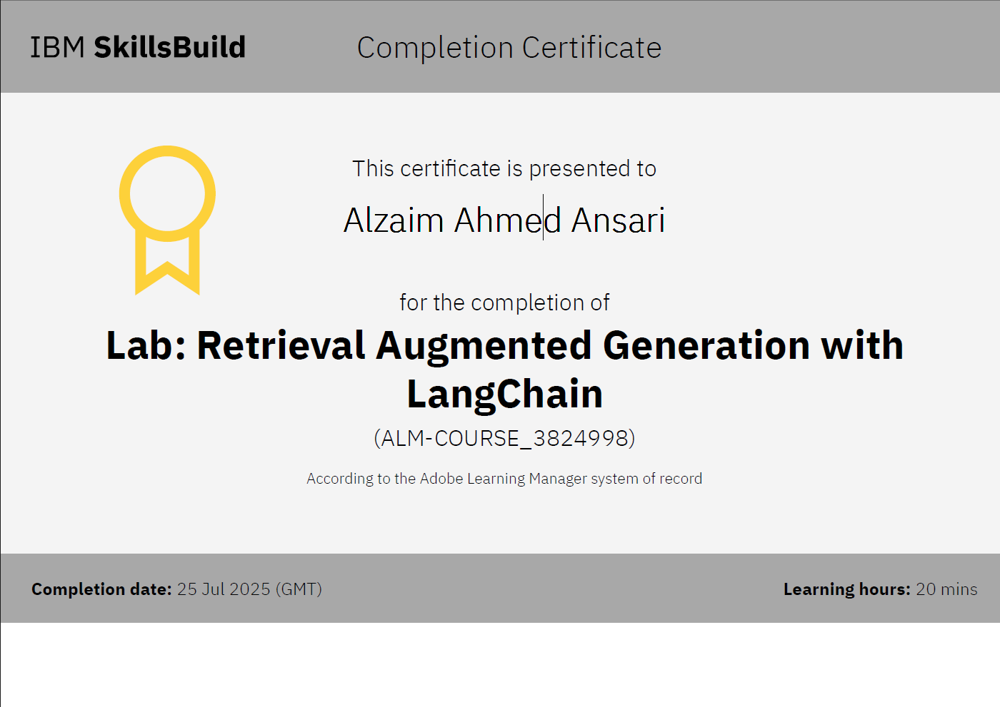 IBM SkillsBuild
Completion Certificate
This certificate is presented to
Alzaim Ahmed Ansari
for the completion of
Lab: Retrieval Augmented Generation with
LangChain
(ALM-COURSE_3824998)
According to the Adobe Learning Manager system of record
Completion date: 25 Jul 2025 (GMT)
Learning hours: 20 mins